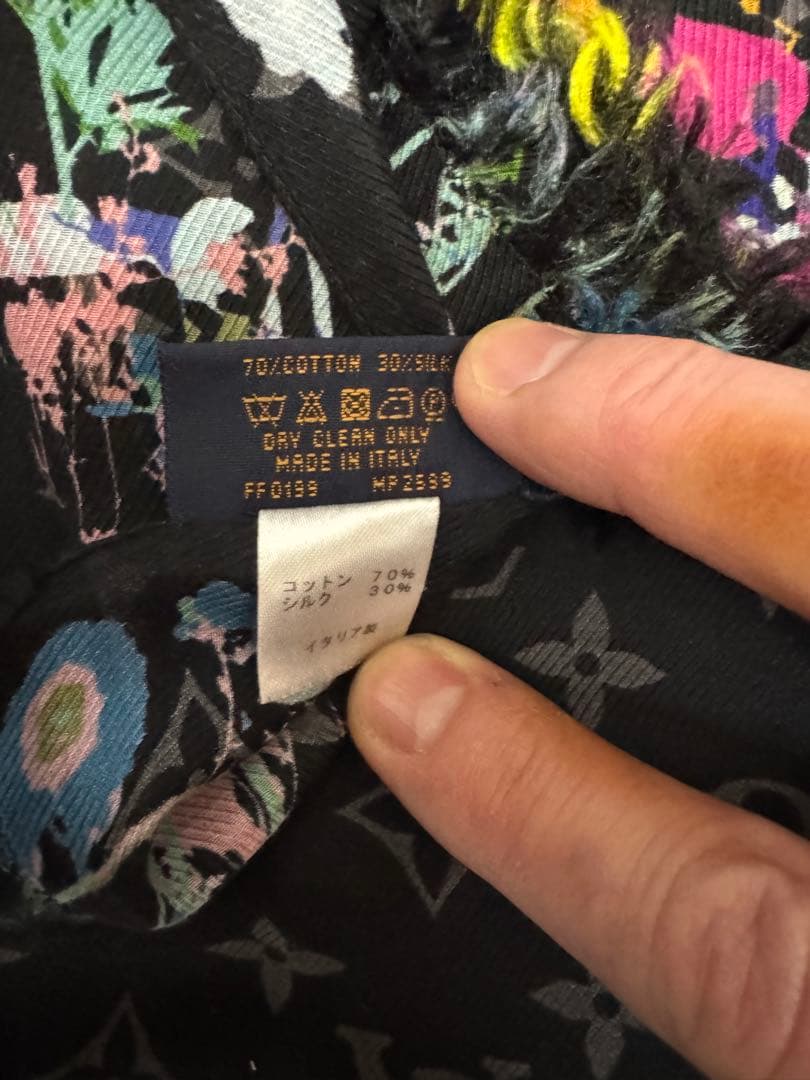 70%COTTON 30%SILK
DRY CLEAN ONLY
MADE IN ITALY
FF0199 MP2599
コットン 70%
シルク 30%
イタリア製